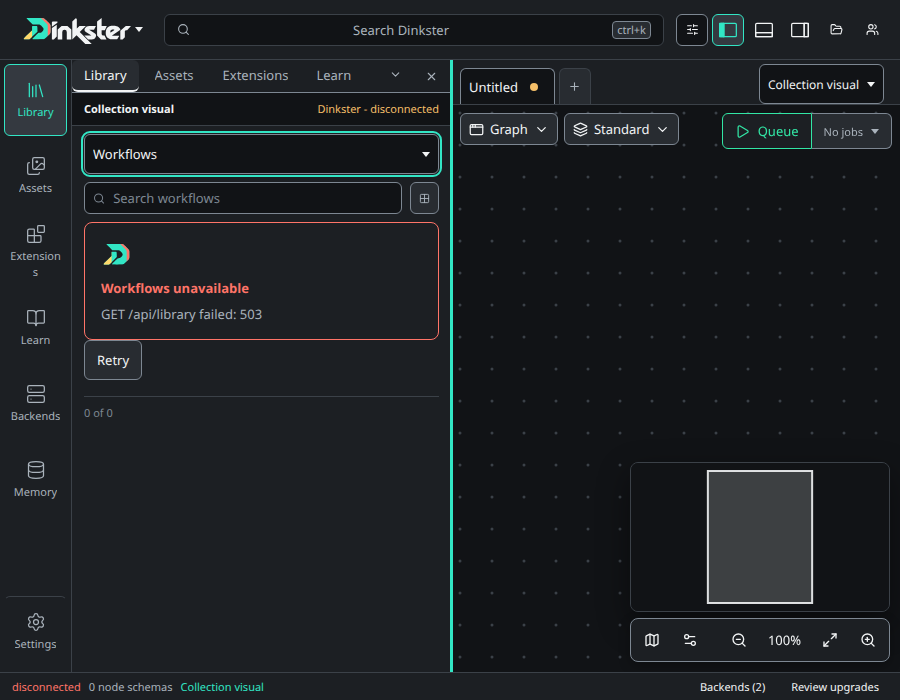 Dinkster
Search Dinkster
ctrl+k
Library
Assets
Extension
s
Learn
Backends
Memory
Settings
Library Assets Extensions Learn
Collection visual Dinkster - disconnected
Workflows
Search workflows
Workflows unavailable
GET /api/library failed: 503
Retry
0 of 0
Untitled
Collection visual
Graph
Standard
Queue
No jobs
100%
disconnected 0 node schemas Collection visual
Backends (2) Review upgrades